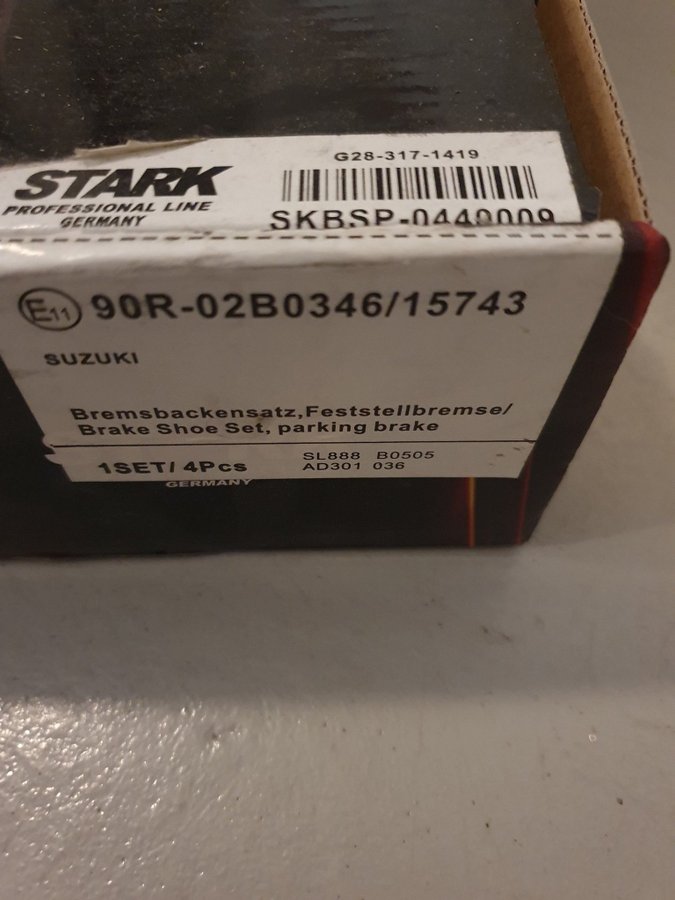 G28-317-1419
STARK
PROFESSIONAL LINE
GERMANY
SKBSP-0440009
E11 90R-02B0346/15743
SUZUKI
Bremsbackensatz,Feststellbremse/
Brake Shoe Set, parking brake
1SET/ 4Pcs
SL888 B0505
AD301 036
GERMANY